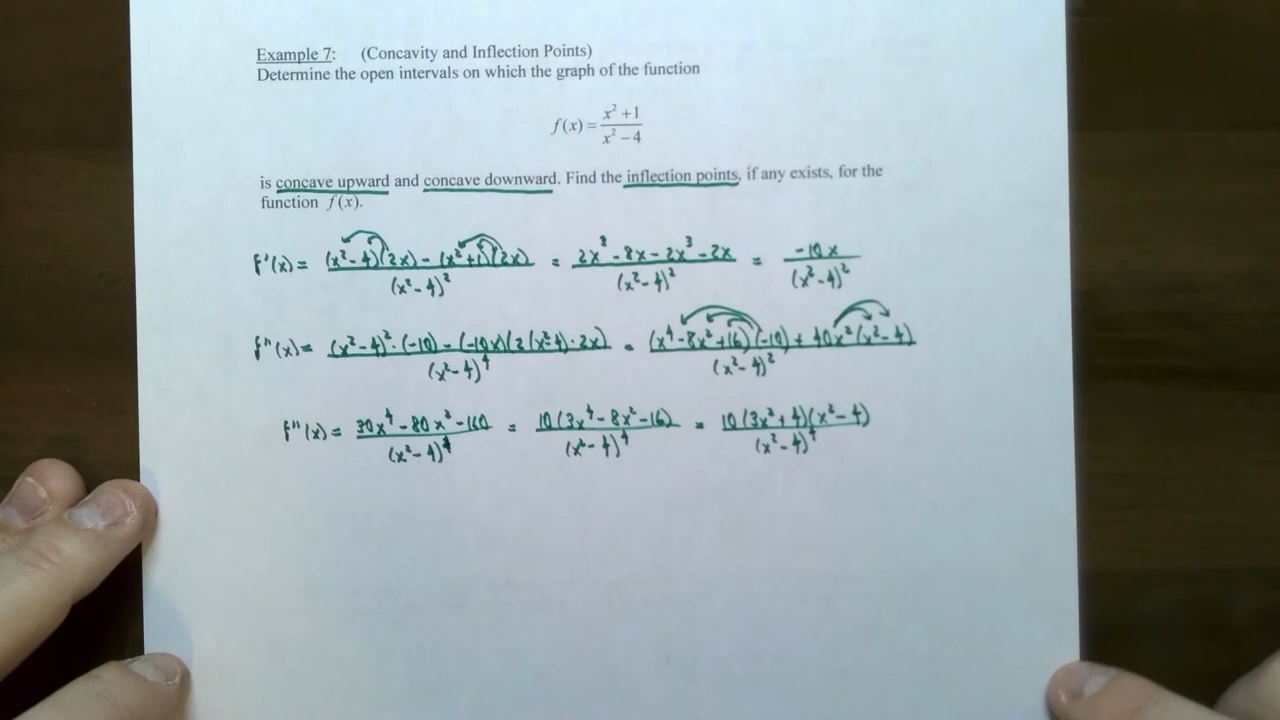 Example 7: (Concavity and Inflection Points)
Determine the open intervals on which the graph of the function
f(x) = (x² + 1)/(x² − 4)
is concave upward and concave downward. Find the inflection points, if any exists, for the
function f(x).
f'(x) = ((x² − 4)(2x) − (x² + 1)(2x))/(x² − 4)² = (2x³ − 8x − 2x³ − 2x)/(x² − 4)² = (−10x)/(x² − 4)²
f''(x) = ((x² − 4)² · (−10) − (−10x)(2(x² − 4) · 2x))/(x² − 4)⁴ = ((x⁴ − 8x² + 16)(−10) + 40x²(x² − 4))/(x² − 4)²
f''(x) = (30x⁴ − 80x² − 160)/(x² − 4)⁴ = (10(3x⁴ − 8x² − 16))/(x² − 4)⁴ = (10(3x² + 4)(x² − 4))/(x² − 4)⁴